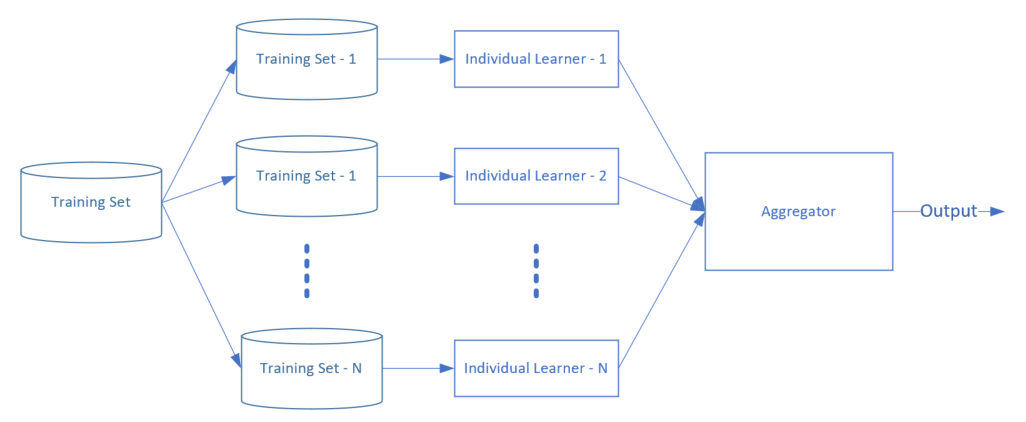 Training Set - 1
Individual Learner - 1
Training Set - 1
Individual Learner - 2
Training Set
Aggregator
Output
Training Set - N
Individual Learner - N